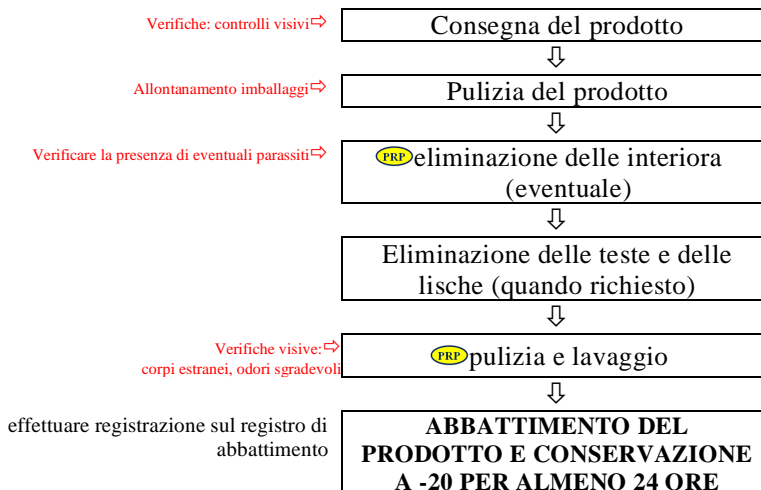 Verifiche: controlli visivi
Consegna del prodotto
Allontanamento imballaggi
Pulizia del prodotto
Verificare la presenza di eventuali parassiti
PRP eliminazione delle interiora
(eventuale)
Eliminazione delle teste e delle
lische (quando richiesto)
Verifiche visive:
corpi estranei, odori sgradevoli
PRP pulizia e lavaggio
effettuare registrazione sul registro di
abbattimento
ABBATTIMENTO DEL
PRODOTTO E CONSERVAZIONE
A -20 PER ALMENO 24 ORE